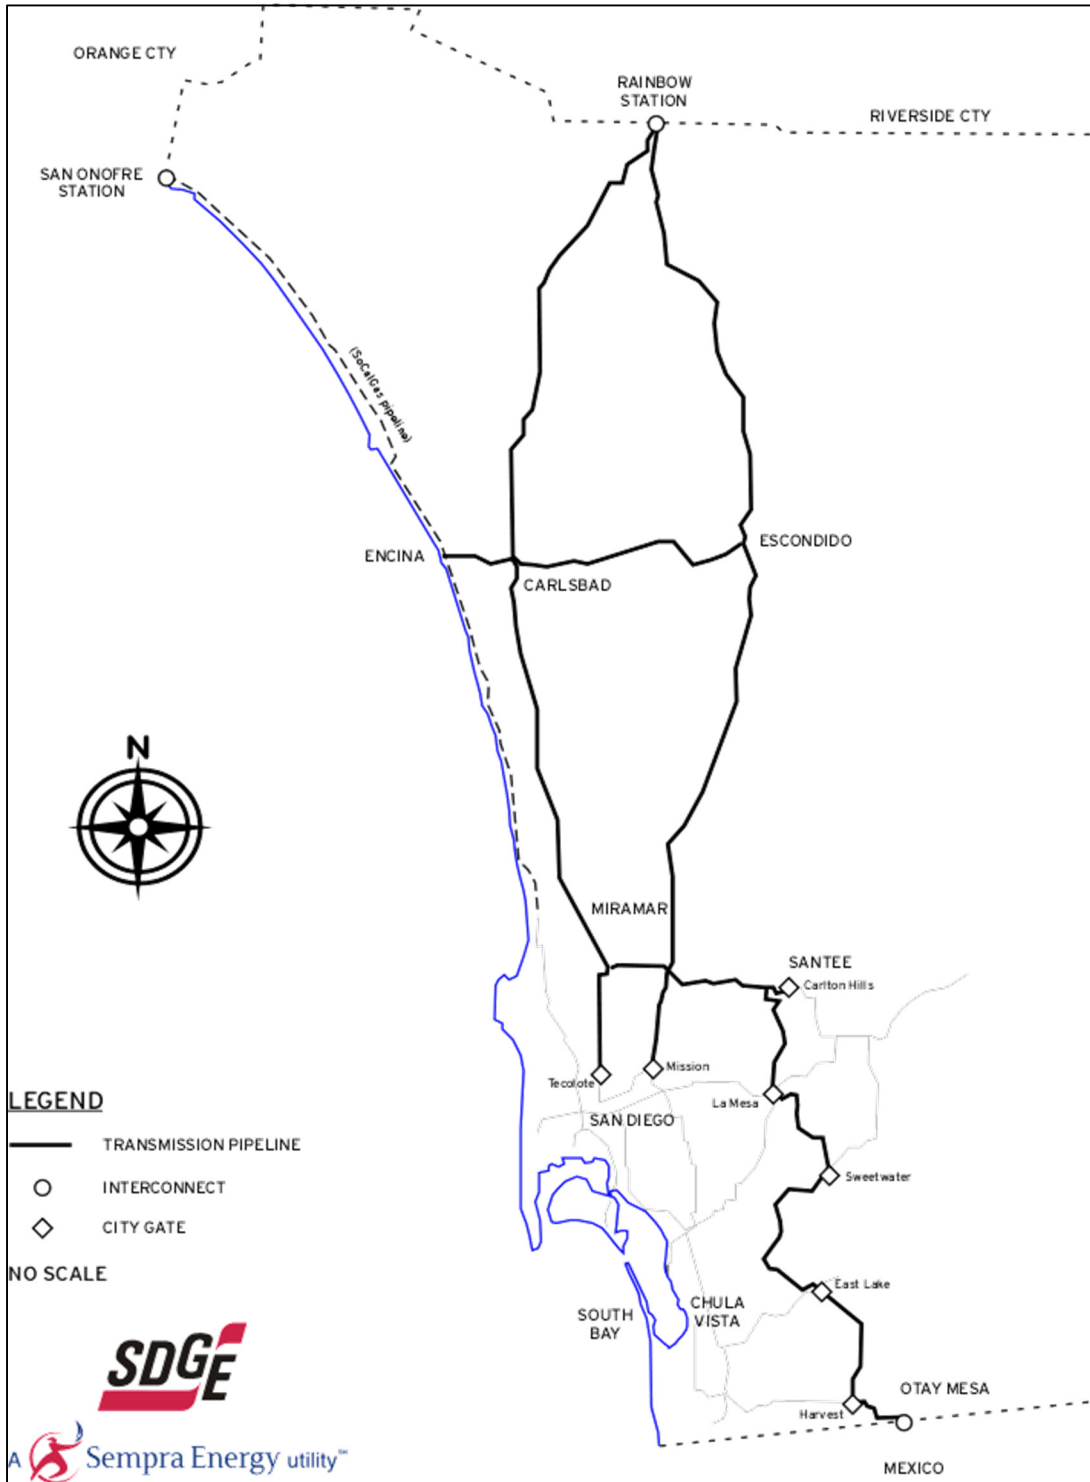 ORANGE CTY
RAINBOW
STATION
RIVERSIDE CTY
SAN ONOFRE
STATION
(SoCalGas pipeline)
ENCINA
ESCONDIDO
CARLSBAD
N
MIRAMAR
SANTEE
Carlton Hills
Tecolote
Mission
La Mesa
SAN DIEGO
Sweetwater
LEGEND
TRANSMISSION PIPELINE
INTERCONNECT
CITY GATE
NO SCALE
East Lake
SOUTH
BAY
CHULA
VISTA
OTAY MESA
Harvest
MEXICO
SDGE
A Sempra Energy utility℠